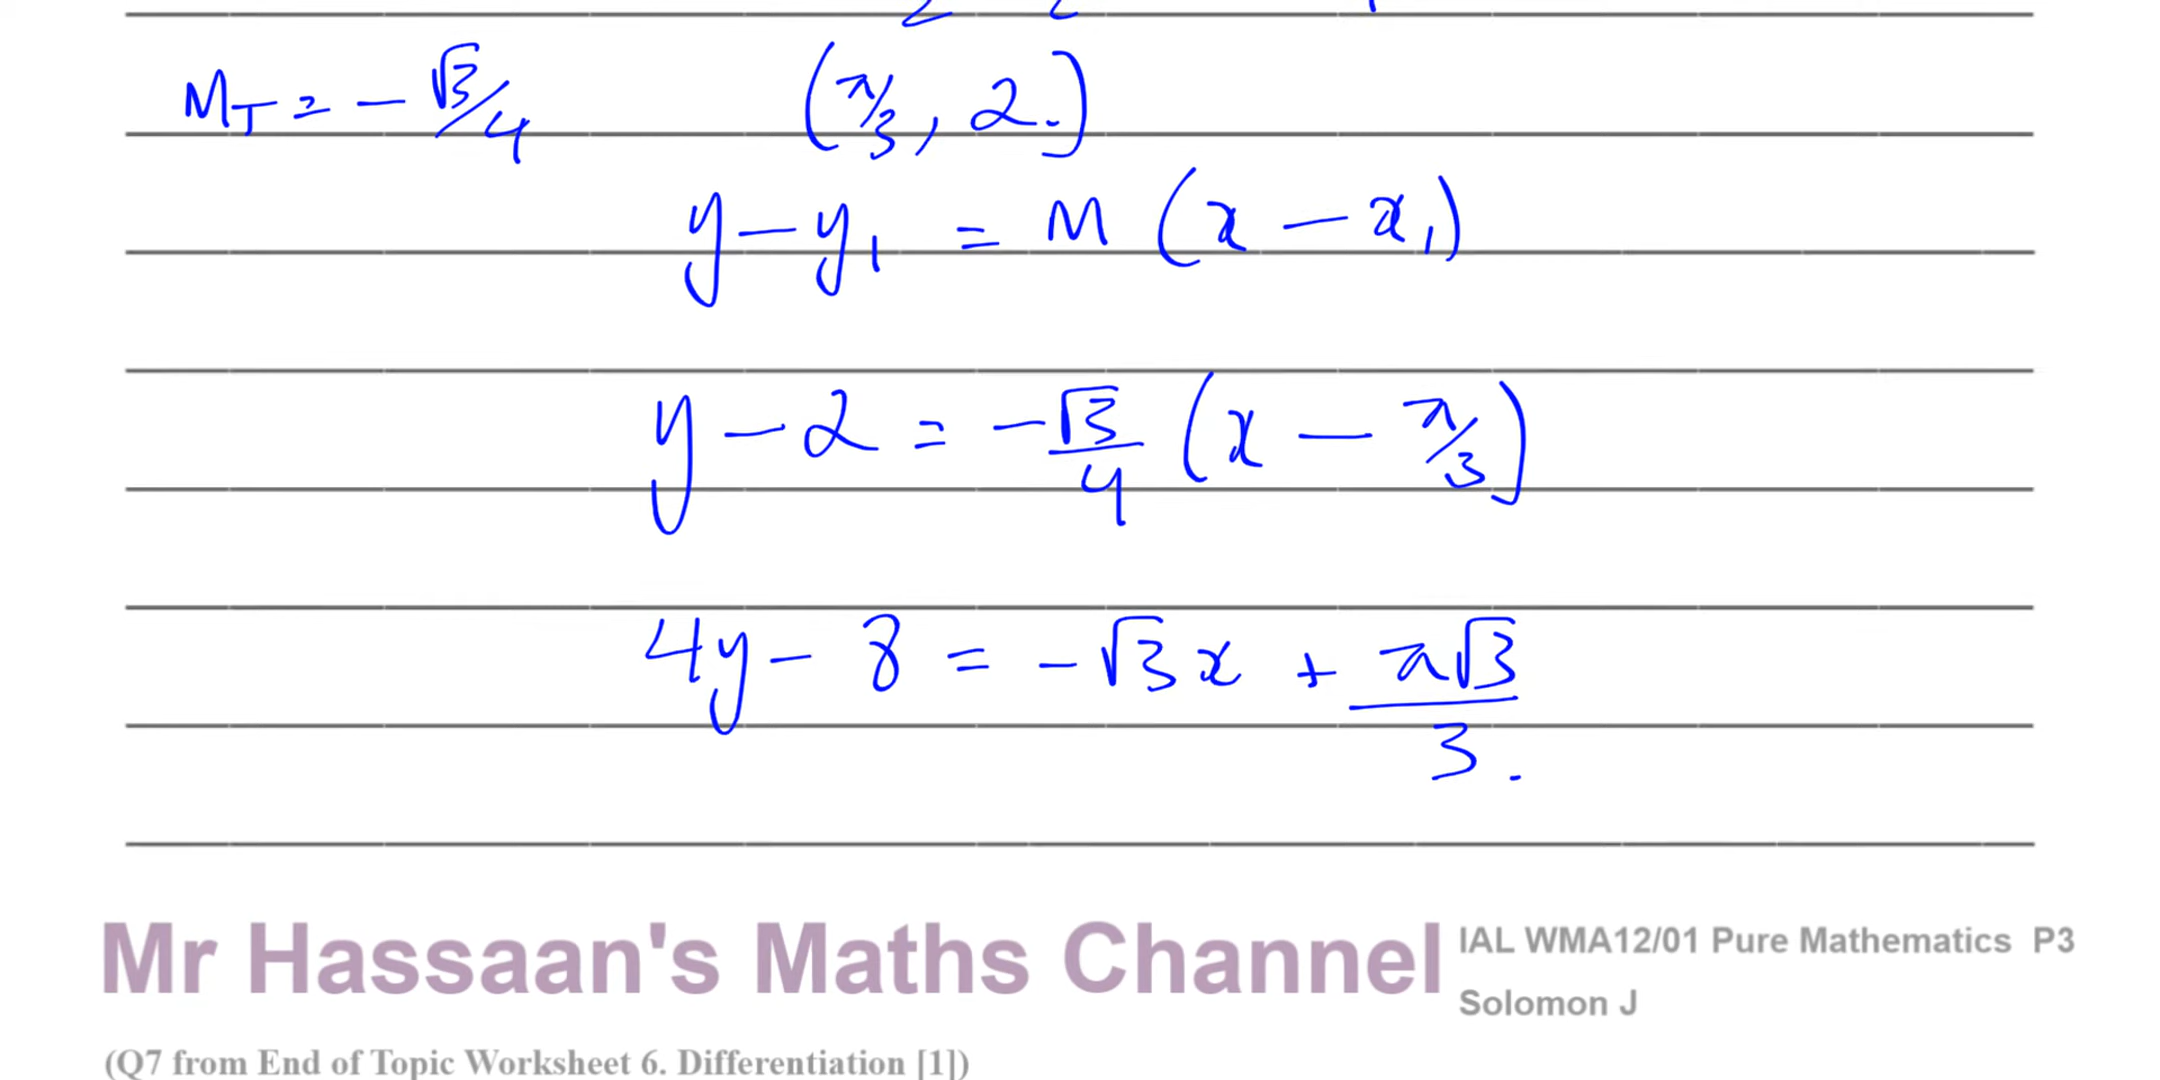 M_T = -√3/4 (π/3, 2.)
y - y₁ = M (x - x₁)
y - 2 = -√3/4 (x - π/3)
4y - 8 = -√3x + π√3/3.
Mr Hassaan's Maths Channel
IAL WMA12/01 Pure Mathematics P3
Solomon J
(Q7 from End of Topic Worksheet 6. Differentiation [1])